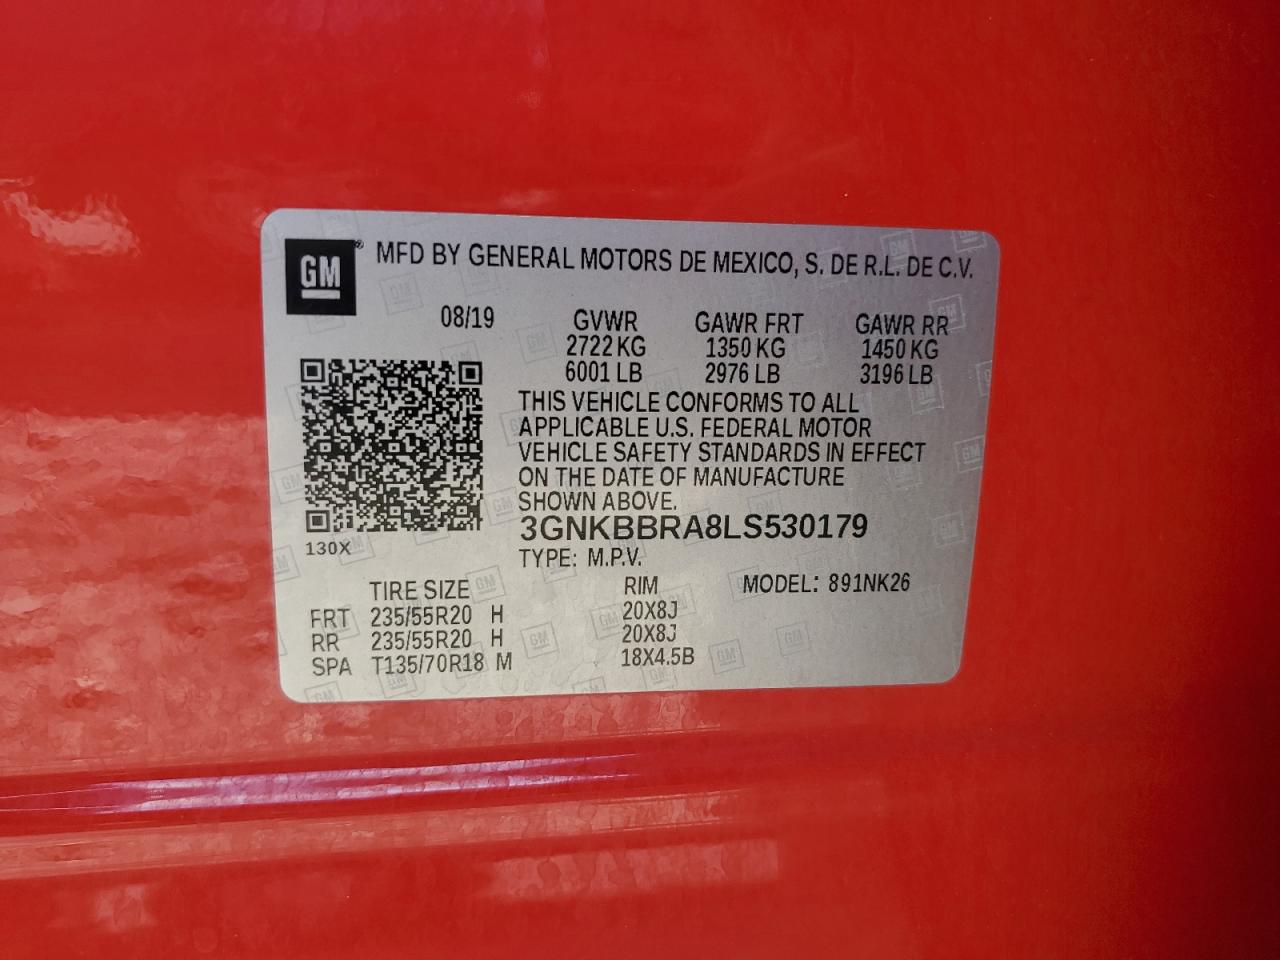 GM® MFD BY GENERAL MOTORS DE MEXICO, S. DE R.L. DE C.V.
08/19 GVWR GAWR FRT GAWR RR
2722 KG 1350 KG 1450 KG
6001 LB 2976 LB 3196 LB
THIS VEHICLE CONFORMS TO ALL
APPLICABLE U.S. FEDERAL MOTOR
VEHICLE SAFETY STANDARDS IN EFFECT
ON THE DATE OF MANUFACTURE
SHOWN ABOVE.
3GNKBBRA8LS530179
130X
TYPE: M.P.V.
TIRE SIZE RIM MODEL: 891NK26
FRT 235/55R20 H 20X8J
RR 235/55R20 H 20X8J
SPA T135/70R18 M 18X4.5B